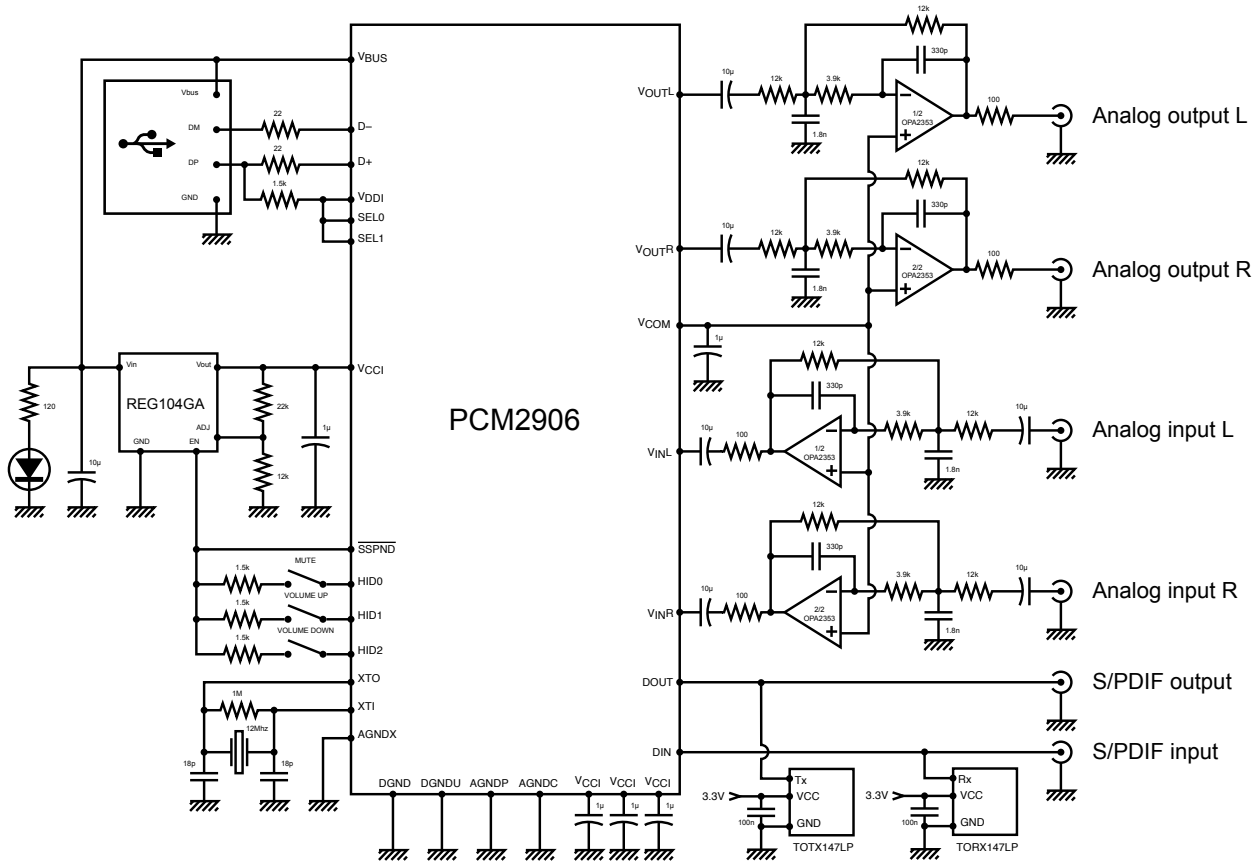 12k
330p
10µ
12k
3.9k
100
VOUTL
1/2
OPA2353
1.8n
Analog output L
12k
330p
10µ
12k
3.9k
100
VOUTR
2/2
OPA2353
1.8n
Analog output R
VCOM
1µ
12k
330p
10µ
100
3.9k
12k
10µ
VINL
1/2
OPA2353
1.8n
Analog input L
12k
330p
10µ
100
3.9k
12k
10µ
VINR
2/2
OPA2353
1.8n
Analog input R
DOUT
S/PDIF output
DIN
S/PDIF input
Tx
3.3V
VCC
100n
GND
TOTX147LP
Rx
3.3V
VCC
100n
GND
TORX147LP
PCM2906
VBUS
Vbus
DM
22
D–
DP
22
D+
1.5k
VDDI
GND
SEL0
SEL1
Vin
Vout
VCCI
120
REG104GA
22k
ADJ
GND
EN
1µ
10µ
12k
SSPND
MUTE
1.5k
HID0
VOLUME UP
1.5k
HID1
VOLUME DOWN
1.5k
HID2
XTO
1M
XTI
12Mhz
AGNDX
18p
18p
DGND
DGNDU
AGNDP
AGNDC
VCCI
VCCI
VCCI
1µ
1µ
1µ